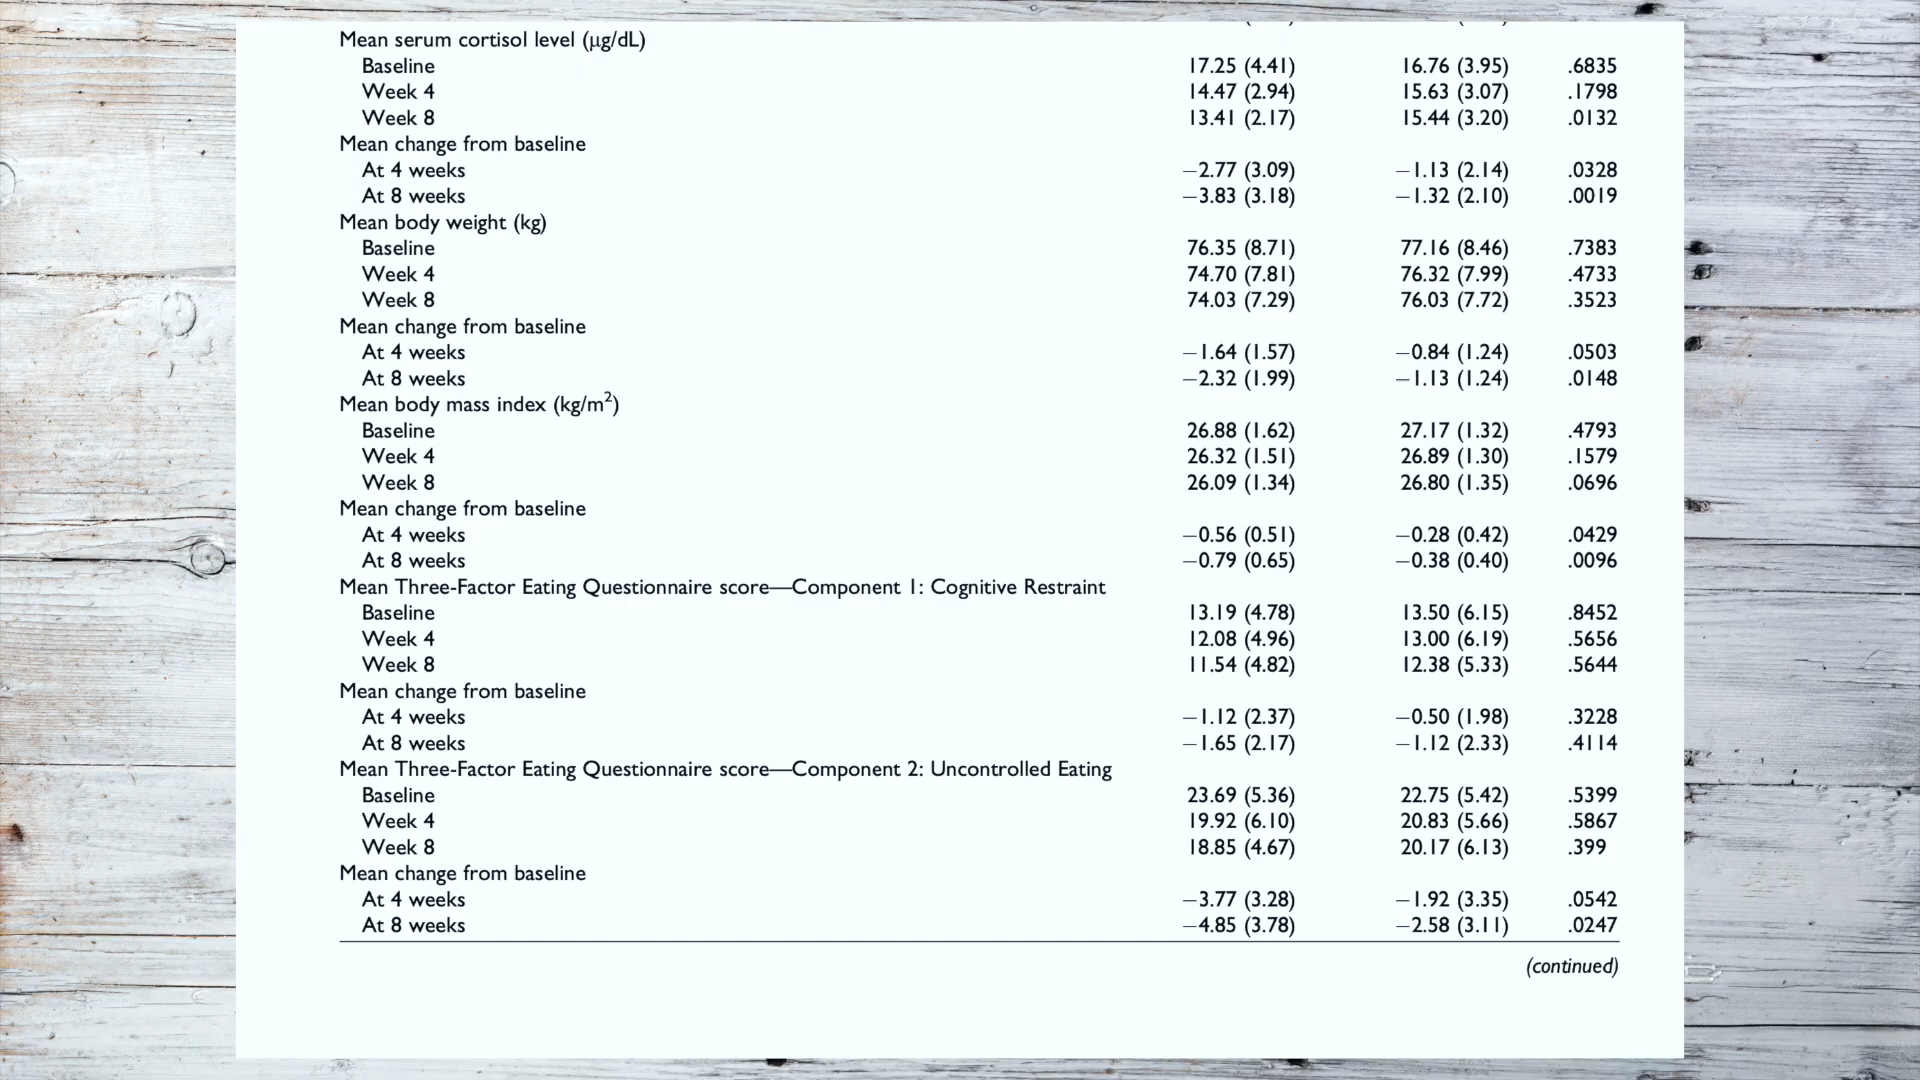 Mean serum cortisol level (μg/dL)
Baseline 17.25 (4.41) 16.76 (3.95) .6835
Week 4 14.47 (2.94) 15.63 (3.07) .1798
Week 8 13.41 (2.17) 15.44 (3.20) .0132
Mean change from baseline
At 4 weeks −2.77 (3.09) −1.13 (2.14) .0328
At 8 weeks −3.83 (3.18) −1.32 (2.10) .0019
Mean body weight (kg)
Baseline 76.35 (8.71) 77.16 (8.46) .7383
Week 4 74.70 (7.81) 76.32 (7.99) .4733
Week 8 74.03 (7.29) 76.03 (7.72) .3523
Mean change from baseline
At 4 weeks −1.64 (1.57) −0.84 (1.24) .0503
At 8 weeks −2.32 (1.99) −1.13 (1.24) .0148
Mean body mass index (kg/m²)
Baseline 26.88 (1.62) 27.17 (1.32) .4793
Week 4 26.32 (1.51) 26.89 (1.30) .1579
Week 8 26.09 (1.34) 26.80 (1.35) .0696
Mean change from baseline
At 4 weeks −0.56 (0.51) −0.28 (0.42) .0429
At 8 weeks −0.79 (0.65) −0.38 (0.40) .0096
Mean Three-Factor Eating Questionnaire score—Component 1: Cognitive Restraint
Baseline 13.19 (4.78) 13.50 (6.15) .8452
Week 4 12.08 (4.96) 13.00 (6.19) .5656
Week 8 11.54 (4.82) 12.38 (5.33) .5644
Mean change from baseline
At 4 weeks −1.12 (2.37) −0.50 (1.98) .3228
At 8 weeks −1.65 (2.17) −1.12 (2.33) .4114
Mean Three-Factor Eating Questionnaire score—Component 2: Uncontrolled Eating
Baseline 23.69 (5.36) 22.75 (5.42) .5399
Week 4 19.92 (6.10) 20.83 (5.66) .5867
Week 8 18.85 (4.67) 20.17 (6.13) .399
Mean change from baseline
At 4 weeks −3.77 (3.28) −1.92 (3.35) .0542
At 8 weeks −4.85 (3.78) −2.58 (3.11) .0247
(continued)